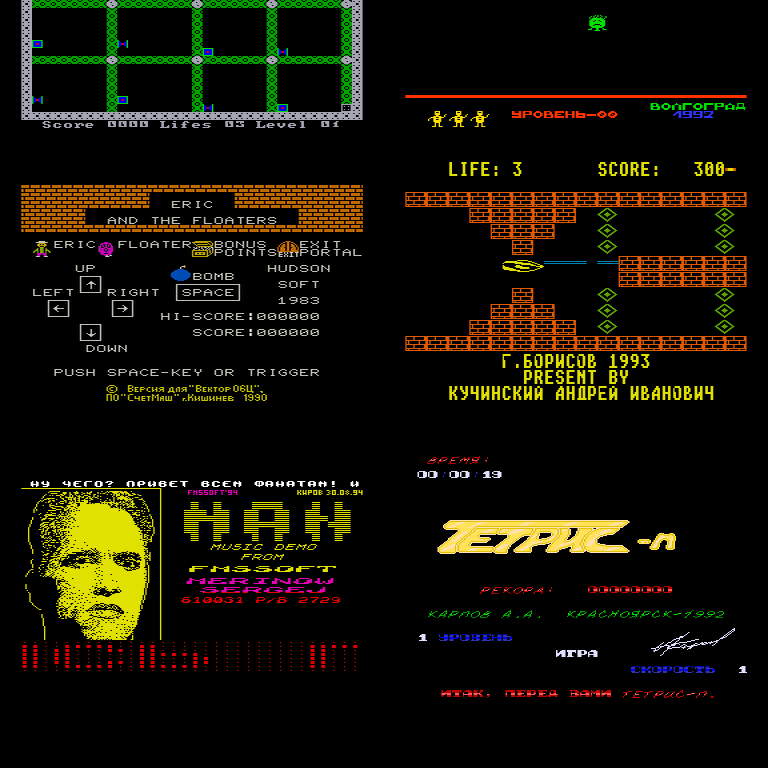 Score 0000 Lifes 03 Level 01
УРОВЕНЬ-00
ВОЛГОГРАД
1992
ERIC
AND THE FLOATERS
ERIC FLOATERS BONUS EXIT
POINTS EXIT PORTAL
UP
BOMB
HUDSON
SOFT
1983
LEFT RIGHT
SPACE
HI-SCORE:000000
SCORE:000000
DOWN
PUSH SPACE-KEY OR TRIGGER
© Версия для "Вектор 06Ц",
ПО "СчетМаш" г.Кишинев 1990
LIFE: 3 SCORE: 300
Г.БОРИСОВ 1993
PRESENT BY
КУЧИНСКИЙ АНДРЕЙ ИВАНОВИЧ
НУ ЧЕГО? ПРИВЕТ ВСЕМ ФАНАТАМ! И
FMSSOFT'94 КИРОВ 30.08.94
MAN
MUSIC DEMO
FROM
FMSSOFT
MERINOW
SERGEJ
610031 P/B 2729
ВРЕМЯ:
00:00:19
ТЕТРИС-п
РЕКОРД: 00000000
КАРПОВ А.А. КРАСНОЯРСК-1992
1 УРОВЕНЬ
ИГРА
СКОРОСТЬ 1
ИТАК, ПЕРЕД ВАМИ ТЕТРИС-п.